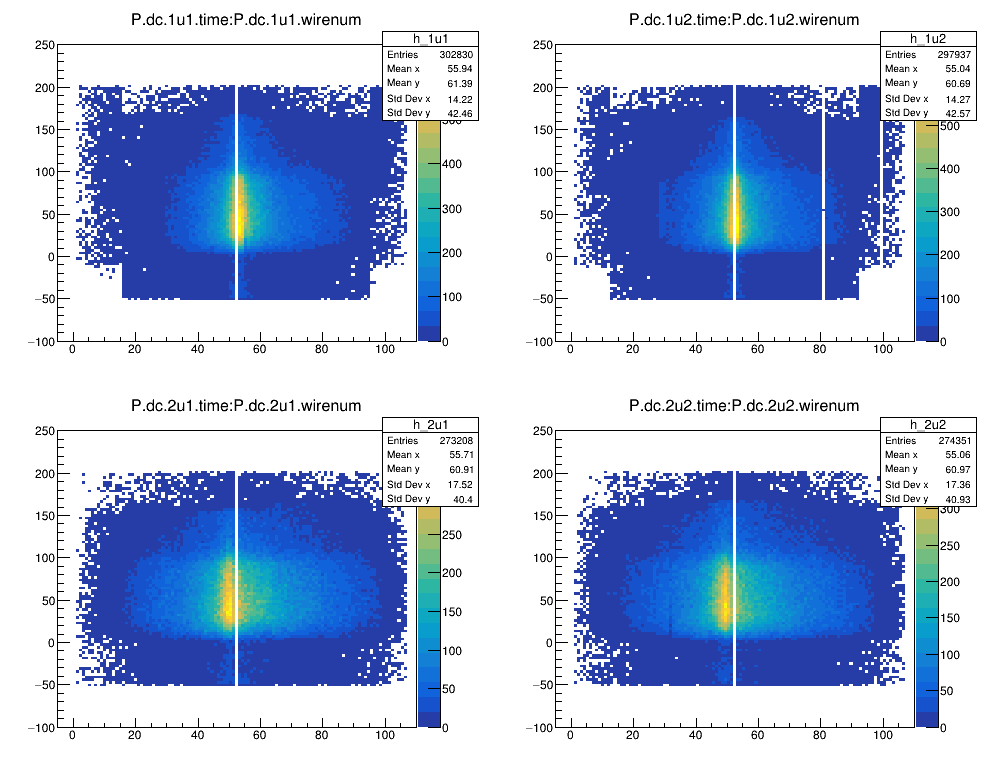 P.dc.1u1.time:P.dc.1u1.wirenum
h_1u1
Entries 302830
Mean x 55.94
Mean y 61.39
Std Dev x 14.22
Std Dev y 42.46
250
200
150
100
50
0
−50
−100
0 20 40 60 80 100
400
300
200
100
0
P.dc.1u2.time:P.dc.1u2.wirenum
h_1u2
Entries 297937
Mean x 55.04
Mean y 60.69
Std Dev x 14.27
Std Dev y 42.57
250
200
150
100
50
0
−50
−100
0 20 40 60 80 100
500
400
300
200
100
0
P.dc.2u1.time:P.dc.2u1.wirenum
h_2u1
Entries 273208
Mean x 55.71
Mean y 60.91
Std Dev x 17.52
Std Dev y 40.4
250
200
150
100
50
0
−50
−100
0 20 40 60 80 100
250
200
150
100
50
0
P.dc.2u2.time:P.dc.2u2.wirenum
h_2u2
Entries 274351
Mean x 55.06
Mean y 60.97
Std Dev x 17.36
Std Dev y 40.93
250
200
150
100
50
0
−50
−100
0 20 40 60 80 100
300
250
200
150
100
50
0